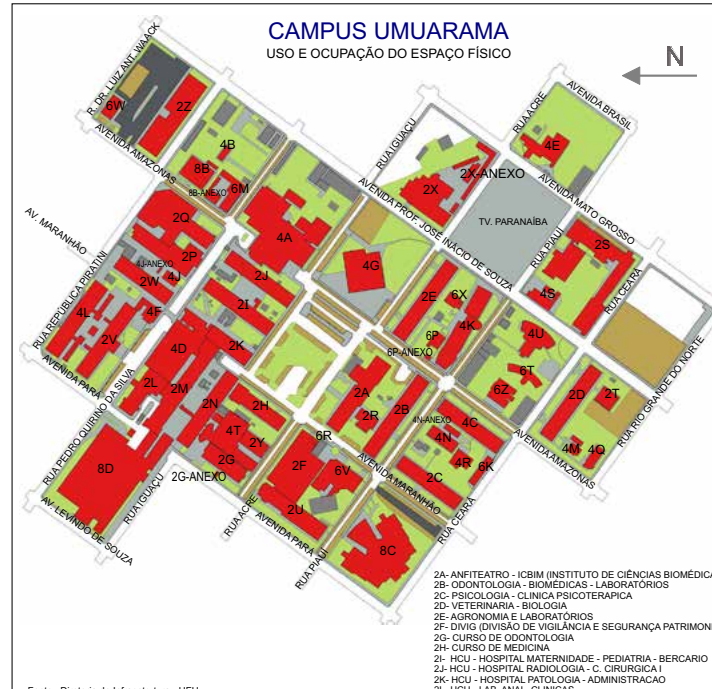 CAMPUS UMUARAMA
USO E OCUPAÇÃO DO ESPAÇO FÍSICO
N
R. DR. LUIZ ANT. WAACK
6W
2Z
AVENIDA AMAZONAS
4B
8B
8B-ANEXO
6M
RUA IGUAÇU
RUA ACRE
AVENIDA BRASIL
4E
2X
2X-ANEXO
AVENIDA MATO GROSSO
TV. PARANAÍBA
AVENIDA PROF. JOSÉ INÁCIO DE SOUZA
RUA PIAUÍ
2S
RUA CEARÁ
4S
AV. MARANHÃO
2Q
2P
4J-ANEXO
4J
2W
4F
4A
2J
2I
4G
2E
6X
4K
6P
6P-ANEXO
4U
6T
6Z
RUA RIO GRANDE DO NORTE
RUA REPÚBLICA PIRATINI
4L
2V
AVENIDA PARÁ
4D
2K
2L
2M
2N
2H
4T
2Y
2G
2G-ANEXO
2A
2R
2B
4N-ANEXO
4C
4N
4R
6K
2C
2D
2T
4M
4Q
AVENIDA AMAZONAS
RUA PEDRO QUIRINO DA SILVA
8D
AV. LEVINDO DE SOUZA
RUA IGUAÇU
6R
2F
6V
2U
RUA ACRE
AVENIDA PARÁ
RUA PIAUÍ
AVENIDA MARANHÃO
8C
RUA CEARÁ
2A- ANFITEATRO - ICBIM (INSTITUTO DE CIÊNCIAS BIOMÉDICA
2B- ODONTOLOGIA - BIOMÉDICAS - LABORATÓRIOS
2C- PSICOLOGIA - CLINICA PSICOTERAPICA
2D- VETERINARIA - BIOLOGIA
2E- AGRONOMIA E LABORATÓRIOS
2F- DIVIG (DIVISÃO DE VIGILÂNCIA E SEGURANÇA PATRIMONI
2G- CURSO DE ODONTOLOGIA
2H- CURSO DE MEDICINA
2I- HCU - HOSPITAL MATERNIDADE - PEDIATRIA - BERCARIO
2J- HCU - HOSPITAL RADIOLOGIA - C. CIRURGICA I
2K- HCU - HOSPITAL PATOLOGIA - ADMINISTRACAO